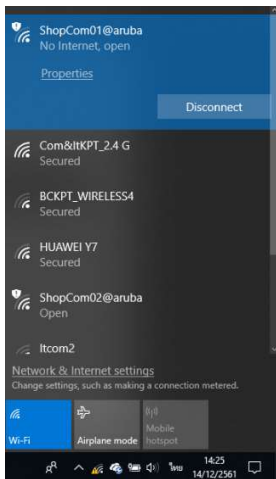 ShopCom01@aruba
No Internet, open
Properties
Disconnect
Com&ItKPT_2.4 G
Secured
BCKPT_WIRELESS4
Secured
HUAWEI Y7
Secured
ShopCom02@aruba
Open
Itcom2
Network & Internet settings
Change settings, such as making a connection metered.
Wi-Fi
Airplane mode
Mobile
hotspot
ไทย
14:25
14/12/2561